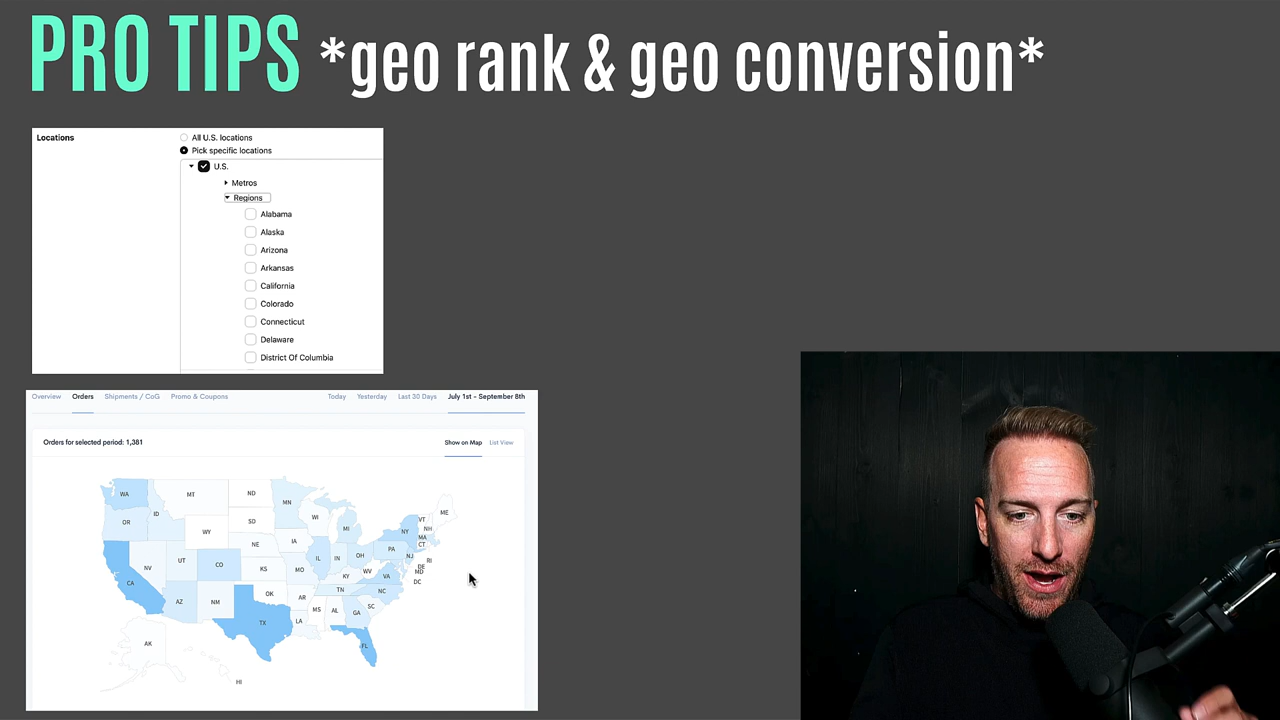 PRO TIPS *geo rank & geo conversion*
Locations
All U.S. locations
Pick specific locations
U.S.
Metros
Regions
Alabama
Alaska
Arizona
Arkansas
California
Colorado
Connecticut
Delaware
District Of Columbia
Overview Orders Shipments / CoG Promo & Coupons Today Yesterday Last 30 Days July 1st - September 8th
Orders for selected period: 1,381 Show on Map List View
WA MT ND MN ME
OR ID SD WI MI NY VT NH MA CT
WY NE IA PA NJ RI
NV UT CO IL IN OH DE MD DC
CA KS MO KY WV VA
AZ NM OK AR TN NC SC
TX LA MS AL GA
AK FL
HI